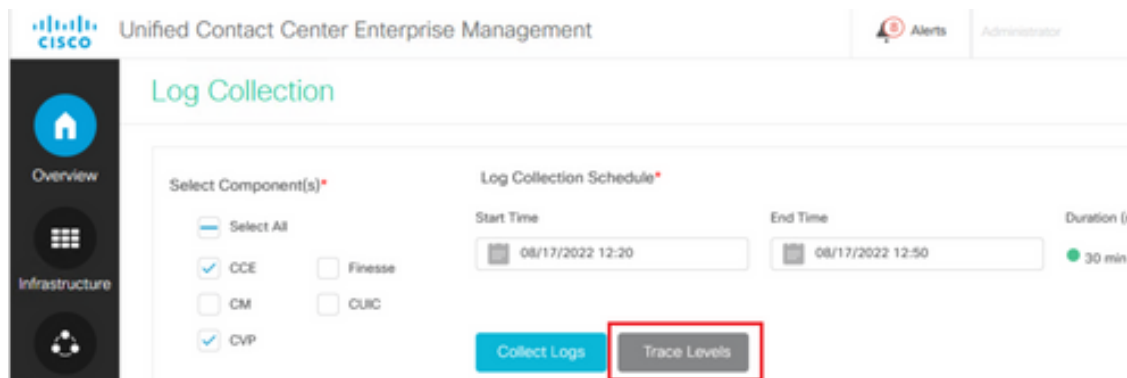 CISCO
Unified Contact Center Enterprise Management
8
Alerts
Administrator
Log Collection
Overview
Infrastructure
Select Component(s)*
Select All
CCE
Finesse
CM
CUIC
CVP
Log Collection Schedule*
Start Time
End Time
Duration (
08/17/2022 12:20
08/17/2022 12:50
30 min
Collect Logs
Trace Levels